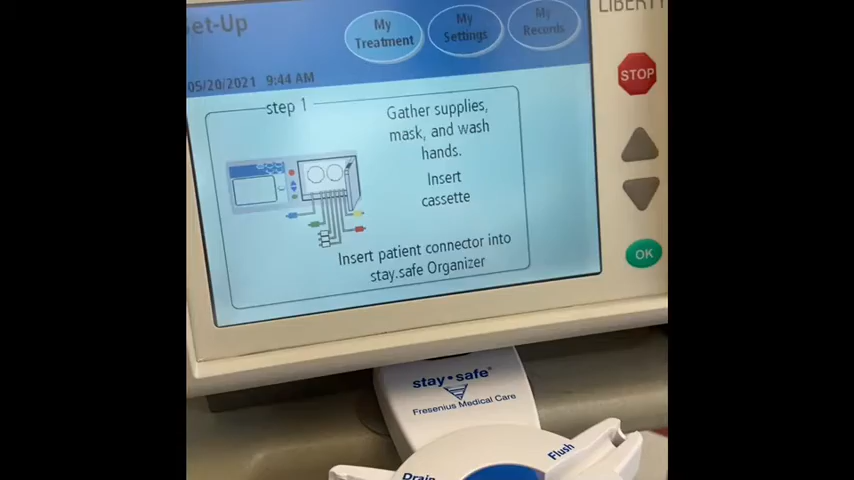 et-Up
My
Treatment
My
Settings
My
Records
LIBERT
05/20/2021 9:44 AM
STOP
step 1
Gather supplies,
mask, and wash
hands.
Insert
cassette
Insert patient connector into
stay.safe Organizer
OK
stay•safe®
Fresenius Medical Care
Drain
Flush